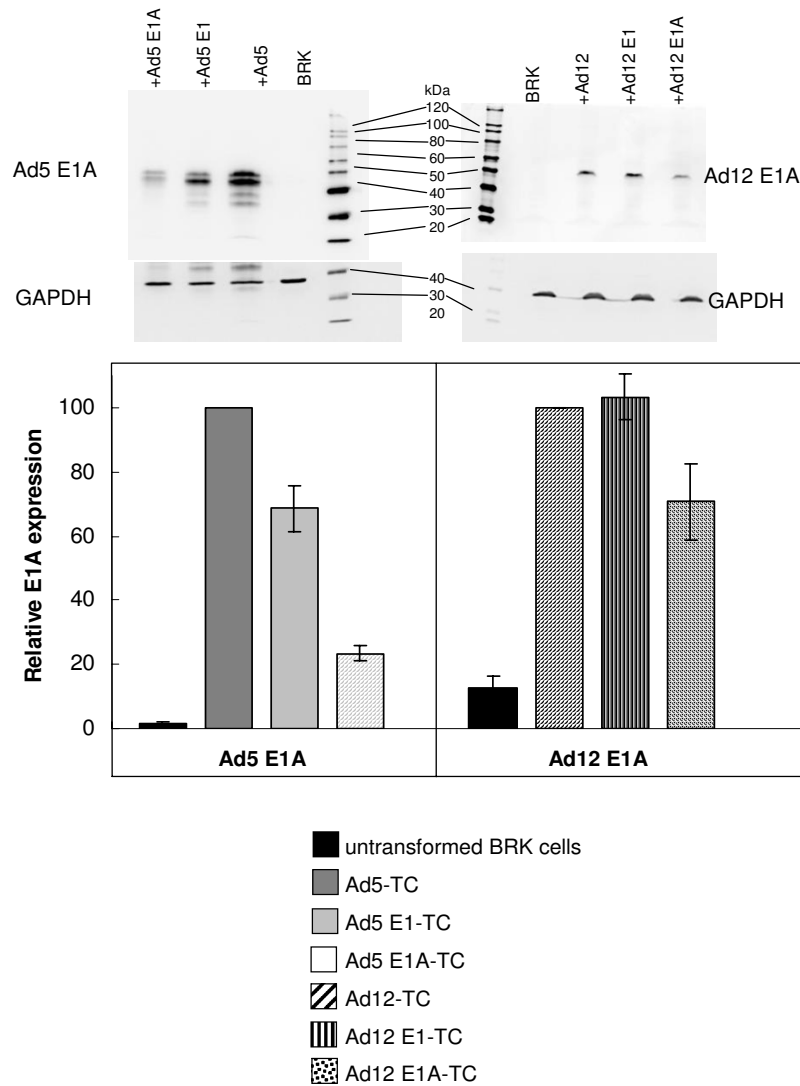 +Ad5 E1A
+Ad5 E1
+Ad5
BRK
kDa
120
100
80
60
50
40
30
20
BRK
+Ad12
+Ad12 E1
+Ad12 E1A
Ad5 E1A
Ad12 E1A
GAPDH
40
30
20
GAPDH
Relative E1A expression
100
80
60
40
20
0
Ad5 E1A
Ad12 E1A
untransformed BRK cells
Ad5-TC
Ad5 E1-TC
Ad5 E1A-TC
Ad12-TC
Ad12 E1-TC
Ad12 E1A-TC